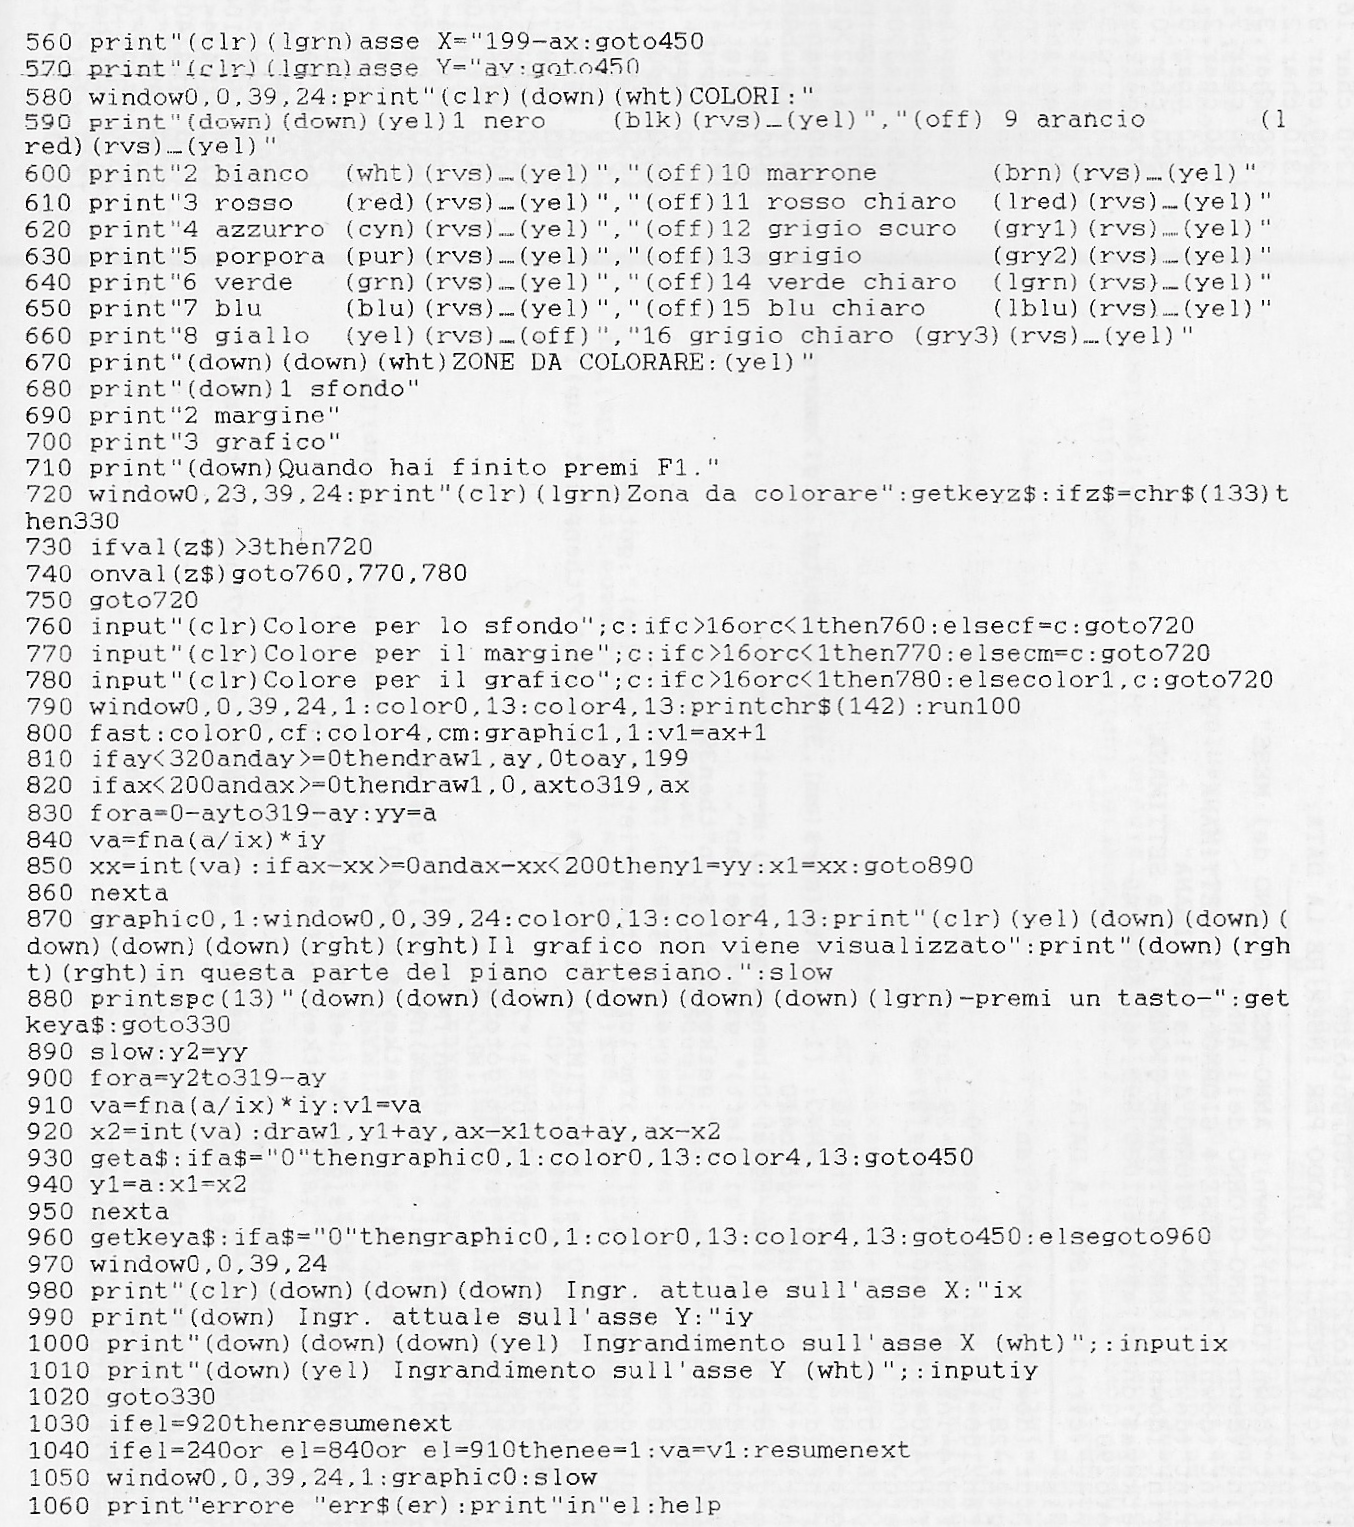 560 print"(clr)(lgrn)asse X="199-ax:goto450
570 print"(clr)(lgrn)asse Y="ay:goto450
580 window0,0,39,24:print"(clr)(down)(wht)COLORI:"
590 print"(down)(down)(yel)1 nero    (blk)(rvs)_(yel)","(off) 9 arancio       (l
red)(rvs)_(yel)"
600 print"2 bianco  (wht)(rvs)_(yel)","(off)10 marrone       (brn)(rvs)_(yel)"
610 print"3 rosso   (red)(rvs)_(yel)","(off)11 rosso chiaro  (lred)(rvs)_(yel)"
620 print"4 azzurro (cyn)(rvs)_(yel)","(off)12 grigio scuro  (gry1)(rvs)_(yel)"
630 print"5 porpora (pur)(rvs)_(yel)","(off)13 grigio        (gry2)(rvs)_(yel)"
640 print"6 verde   (grn)(rvs)_(yel)","(off)14 verde chiaro  (lgrn)(rvs)_(yel)"
650 print"7 blu     (blu)(rvs)_(yel)","(off)15 blu chiaro    (lblu)(rvs)_(yel)"
660 print"8 giallo  (yel)(rvs)_(off)","16 grigio chiaro (gry3)(rvs)_(yel)"
670 print"(down)(down)(wht)ZONE DA COLORARE:(yel)"
680 print"(down)1 sfondo"
690 print"2 margine"
700 print"3 grafico"
710 print"(down)Quando hai finito premi F1."
720 window0,23,39,24:print"(clr)(lgrn)Zona da colorare":getkeyz$:ifz$=chr$(133)t
hen330
730 ifval(z$)>3then720
740 onval(z$)goto760,770,780
750 goto720
760 input"(clr)Colore per lo sfondo";c:ifc>16orc<1then760:elsecf=c:goto720
770 input"(clr)Colore per il margine";c:ifc>16orc<1then770:elsecm=c:goto720
780 input"(clr)Colore per il grafico";c:ifc>16orc<1then780:elsecolor1,c:goto720
790 window0,0,39,24,1:color0,13:color4,13:printchr$(142):run100
800 fast:color0,cf:color4,cm:graphic1,1:v1=ax+1
810 ifay<320anday>=0thendraw1,ay,0toay,199
820 ifax<200andax>=0thendraw1,0,axto319,ax
830 fora=0-ayto319-ay:yy=a
840 va=fna(a/ix)*iy
850 xx=int(va):ifax-xx>=0andax-xx<200theny1=yy:x1=xx:goto890
860 nexta
870 graphic0,1:window0,0,39,24:color0,13:color4,13:print"(clr)(yel)(down)(down)(
down)(down)(down)(rght)(rght)Il grafico non viene visualizzato":print"(down)(rgh
t)(rght)in questa parte del piano cartesiano.":slow
880 printspc(13)"(down)(down)(down)(down)(down)(down)(lgrn)-premi un tasto-":get
keya$:goto330
890 slow:y2=yy
900 fora=y2to319-ay
910 va=fna(a/ix)*iy:v1=va
920 x2=int(va):draw1,y1+ay,ax-x1toa+ay,ax-x2
930 geta$:ifa$="0"thengraphic0,1:color0,13:color4,13:goto450
940 y1=a:x1=x2
950 nexta
960 getkeya$:ifa$="0"thengraphic0,1:color0,13:color4,13:goto450:elsegoto960
970 window0,0,39,24
980 print"(clr)(down)(down)(down) Ingr. attuale sull'asse X:"ix
990 print"(down) Ingr. attuale sull'asse Y:"iy
1000 print"(down)(down)(down)(yel) Ingrandimento sull'asse X (wht)";:inputix
1010 print"(down)(yel) Ingrandimento sull'asse Y (wht)";:inputiy
1020 goto330
1030 ifel=920thenresumenext
1040 ifel=240or el=840or el=910thenee=1:va=v1:resumenext
1050 window0,0,39,24,1:graphic0:slow
1060 print"errore "err$(er):print"in"el:help